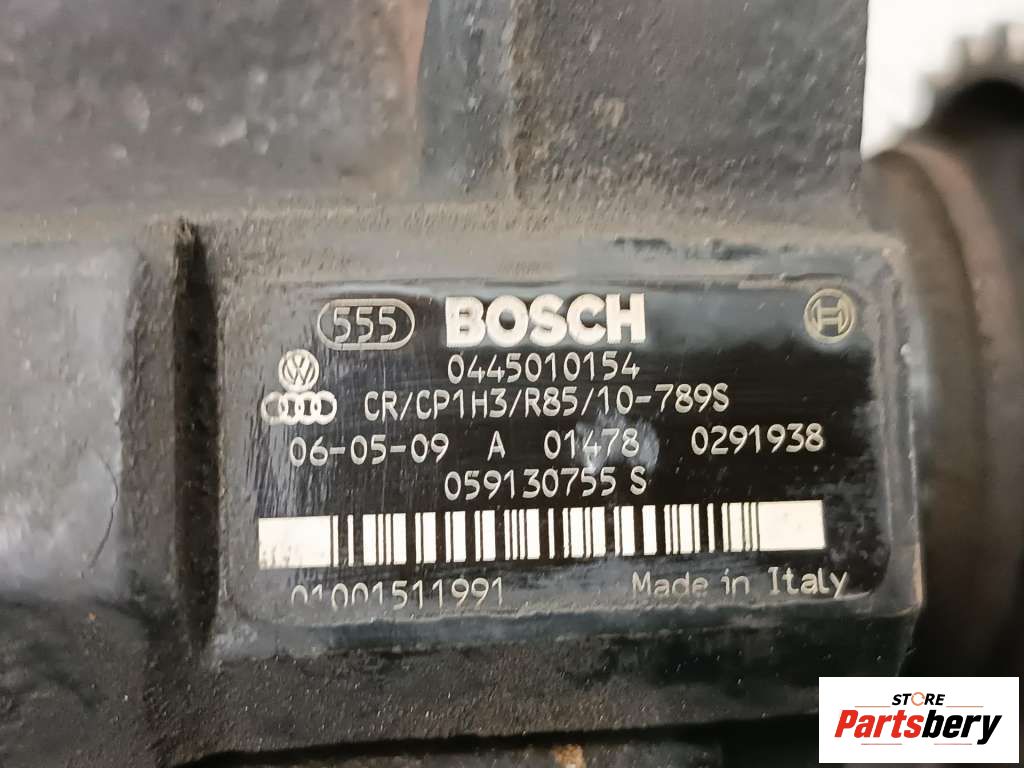 555 BOSCH
0445010154
CR/CP1H3/R85/10-789S
06-05-09 A 01478 0291938
059130755 S
01001511991 Made in Italy
STORE
Partsbery